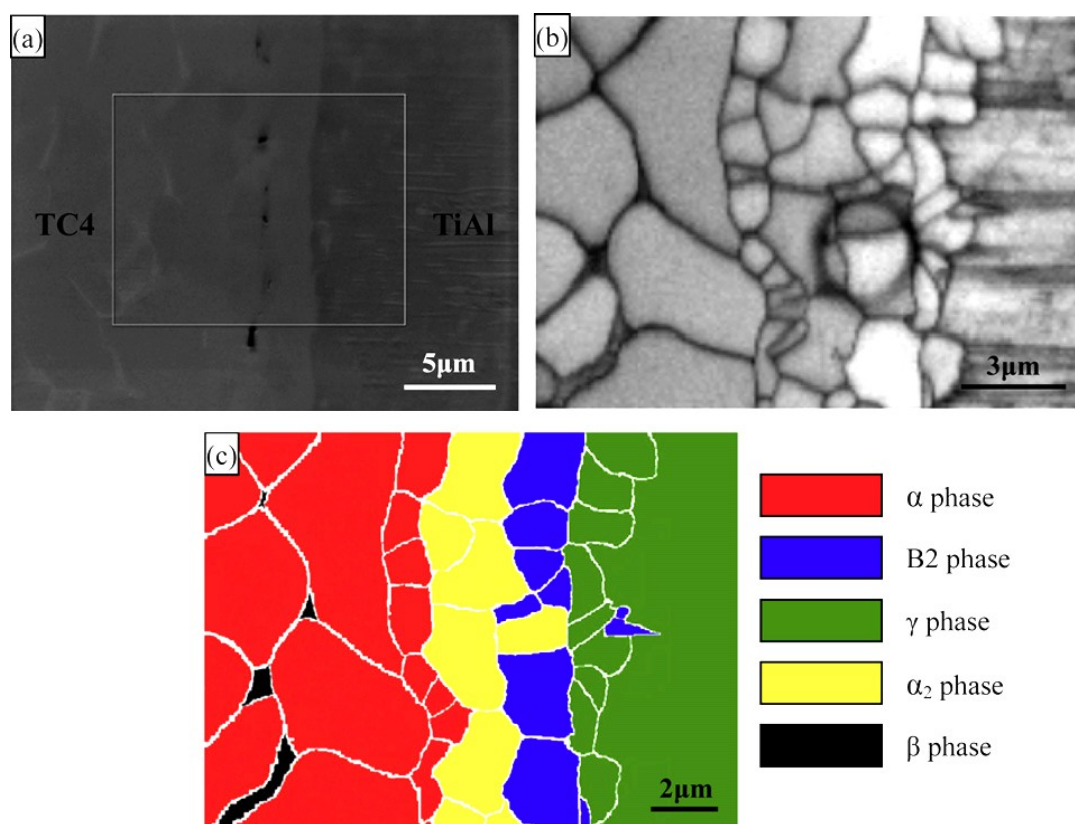 (a)
TC4
TiAl
5μm
(b)
3μm
(c)
2μm
α phase
B2 phase
γ phase
α₂ phase
β phase